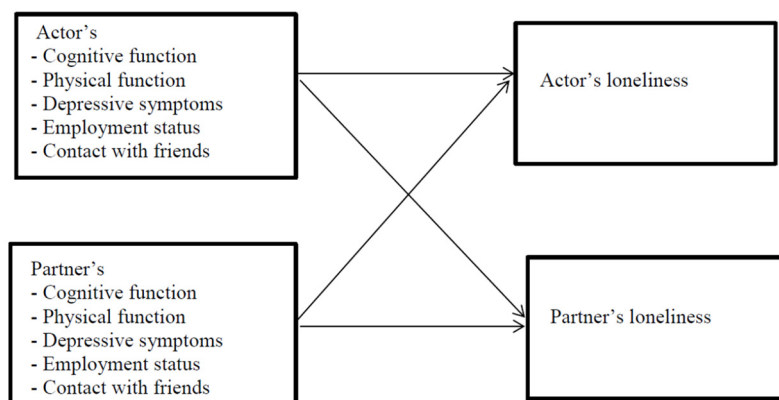 Actor's
- Cognitive function
- Physical function
- Depressive symptoms
- Employment status
- Contact with friends
Actor's loneliness
Partner's
- Cognitive function
- Physical function
- Depressive symptoms
- Employment status
- Contact with friends
Partner's loneliness